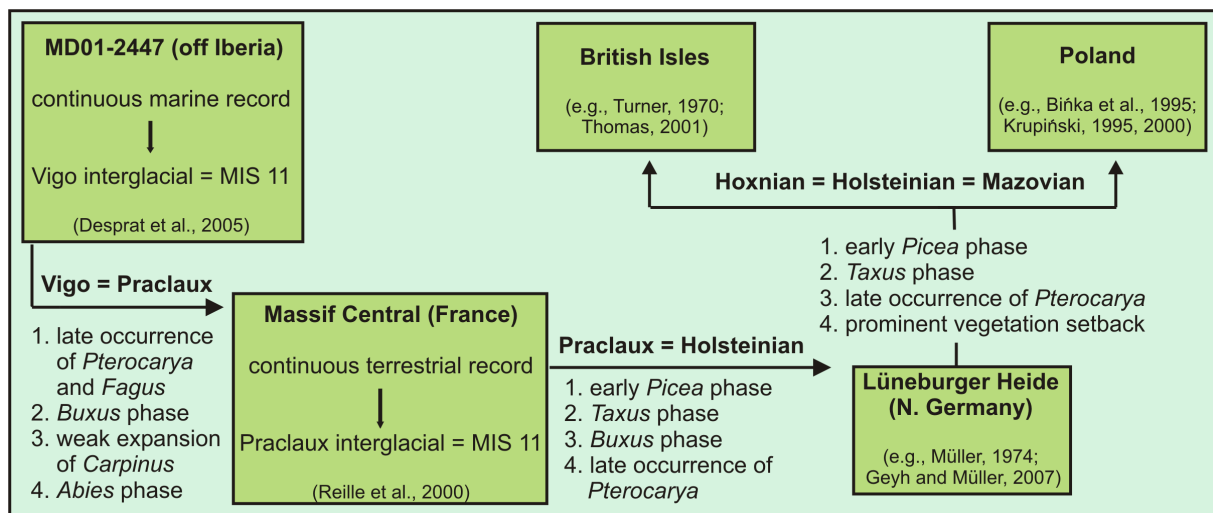 MD01-2447 (off Iberia)
continuous marine record
Vigo interglacial = MIS 11
(Desprat et al., 2005)
Vigo = Praclaux
1. late occurrence
of Pterocarya
and Fagus
2. Buxus phase
3. weak expansion
of Carpinus
4. Abies phase
Massif Central (France)
continuous terrestrial record
Praclaux interglacial = MIS 11
(Reille et al., 2000)
Praclaux = Holsteinian
1. early Picea phase
2. Taxus phase
3. Buxus phase
4. late occurrence of
Pterocarya
Lüneburger Heide
(N. Germany)
(e.g., Müller, 1974;
Geyh and Müller, 2007)
1. early Picea phase
2. Taxus phase
3. late occurrence of Pterocarya
4. prominent vegetation setback
Hoxnian = Holsteinian = Mazovian
British Isles
(e.g., Turner, 1970;
Thomas, 2001)
Poland
(e.g., Bińka et al., 1995;
Krupiński, 1995, 2000)